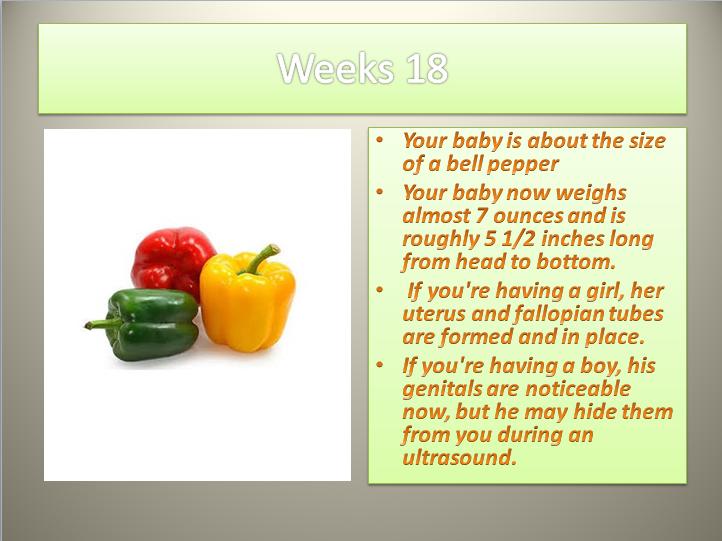 Weeks 18
• Your baby is about the size
of a bell pepper
• Your baby now weighs
almost 7 ounces and is
roughly 5 1/2 inches long
from head to bottom.
• If you're having a girl, her
uterus and fallopian tubes
are formed and in place.
• If you're having a boy, his
genitals are noticeable
now, but he may hide them
from you during an
ultrasound.